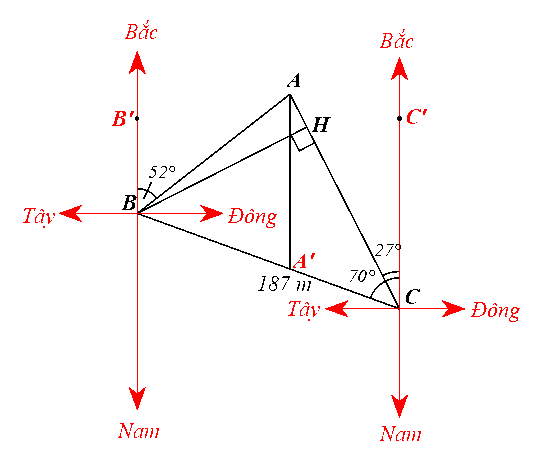 Bắc
Bắc
A
B'
H
C'
52°
B
Tây
Đông
27°
A'
70°
187 m
C
Tây
Đông
Nam
Nam